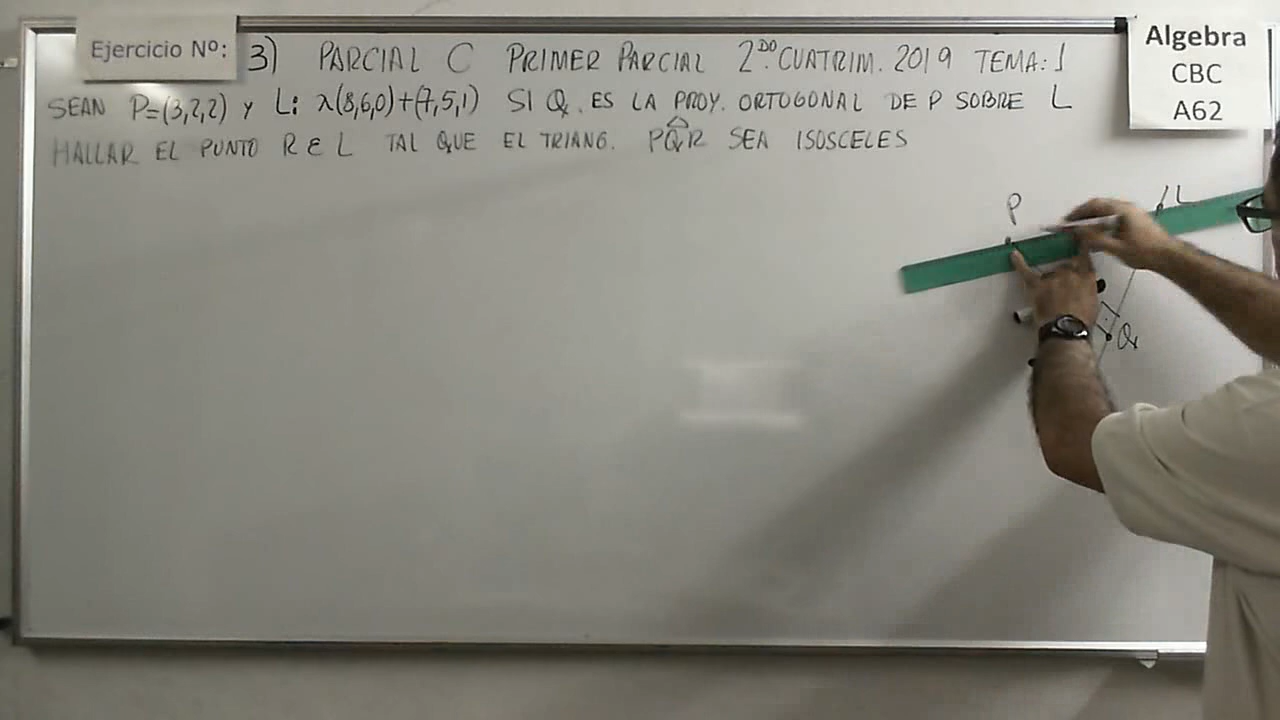 Ejercicio Nº: 3) PARCIAL C PRIMER PARCIAL 2DO. CUATRIM. 2019 TEMA: 1
SEAN P=(3,2,2) Y L: λ(8,6,0)+(7,5,1) SI Q ES LA PROY. ORTOGONAL DE P SOBRE L
HALLAR EL PUNTO R ∈ L TAL QUE EL TRIANG. PQ̂R SEA ISOSCELES
Algebra
CBC
A62
P
L
Q